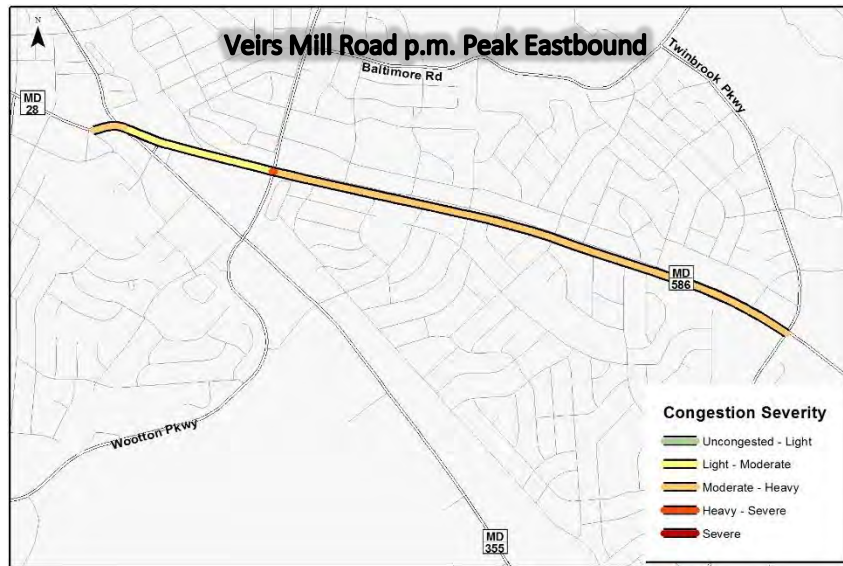 Veirs Mill Road p.m. Peak Eastbound
N
Baltimore Rd
Twinbrook Pkwy
MD
28
MD
586
Wootton Pkwy
MD
355
Congestion Severity
Uncongested - Light
Light - Moderate
Moderate - Heavy
Heavy - Severe
Severe